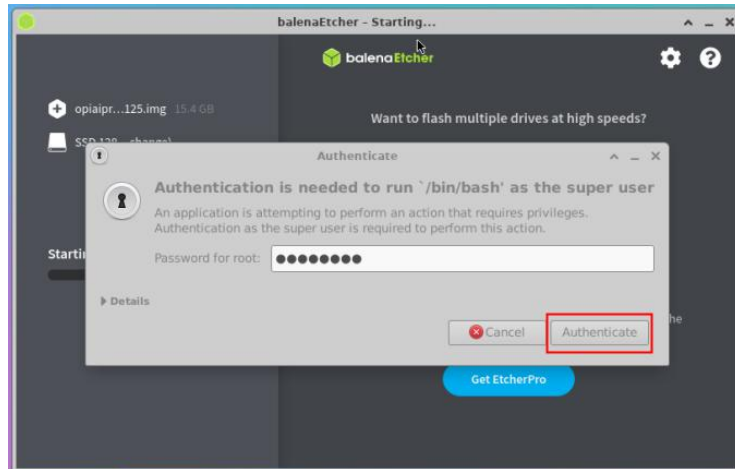 balenaEtcher - Starting...
balenaEtcher
opiaipr...125.img 15.4 GB
Want to flash multiple drives at high speeds?
Authenticate
Authentication is needed to run `/bin/bash' as the super user
An application is attempting to perform an action that requires privileges.
Authentication as the super user is required to perform this action.
Starti
Password for root: ●●●●●●●●
Details
Cancel
Authenticate
he
Get EtcherPro